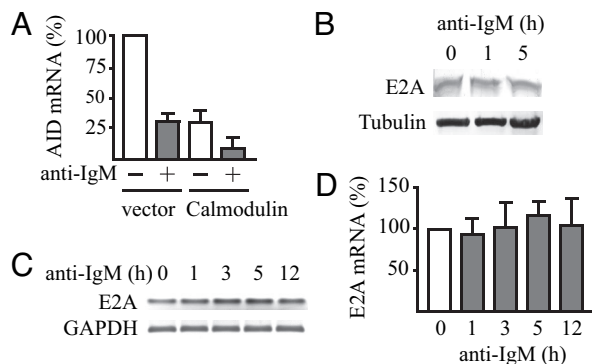 A
AID mRNA (%)
100
75
50
25
anti-IgM
− + − +
vector Calmodulin
B
anti-IgM (h)
0 1 5
E2A
Tubulin
C
anti-IgM (h) 0 1 3 5 12
E2A
GAPDH
D
E2A mRNA (%)
150
100
50
0 1 3 5 12
anti-IgM (h)